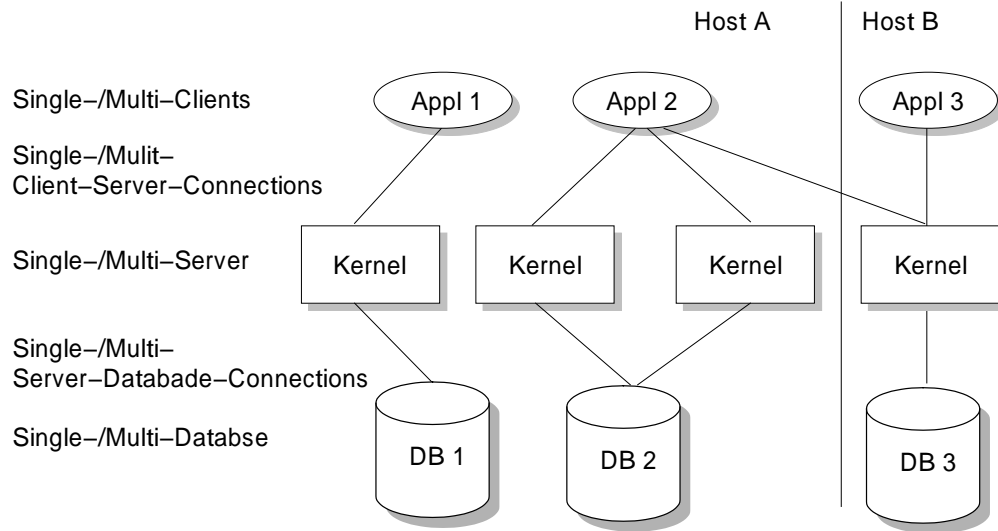 Host A
Host B
Single–/Multi–Clients
Appl 1
Appl 2
Appl 3
Single–/Mulit–
Client–Server–Connections
Single–/Multi–Server
Kernel
Kernel
Kernel
Kernel
Single–/Multi–
Server–Databade–Connections
Single–/Multi–Databse
DB 1
DB 2
DB 3